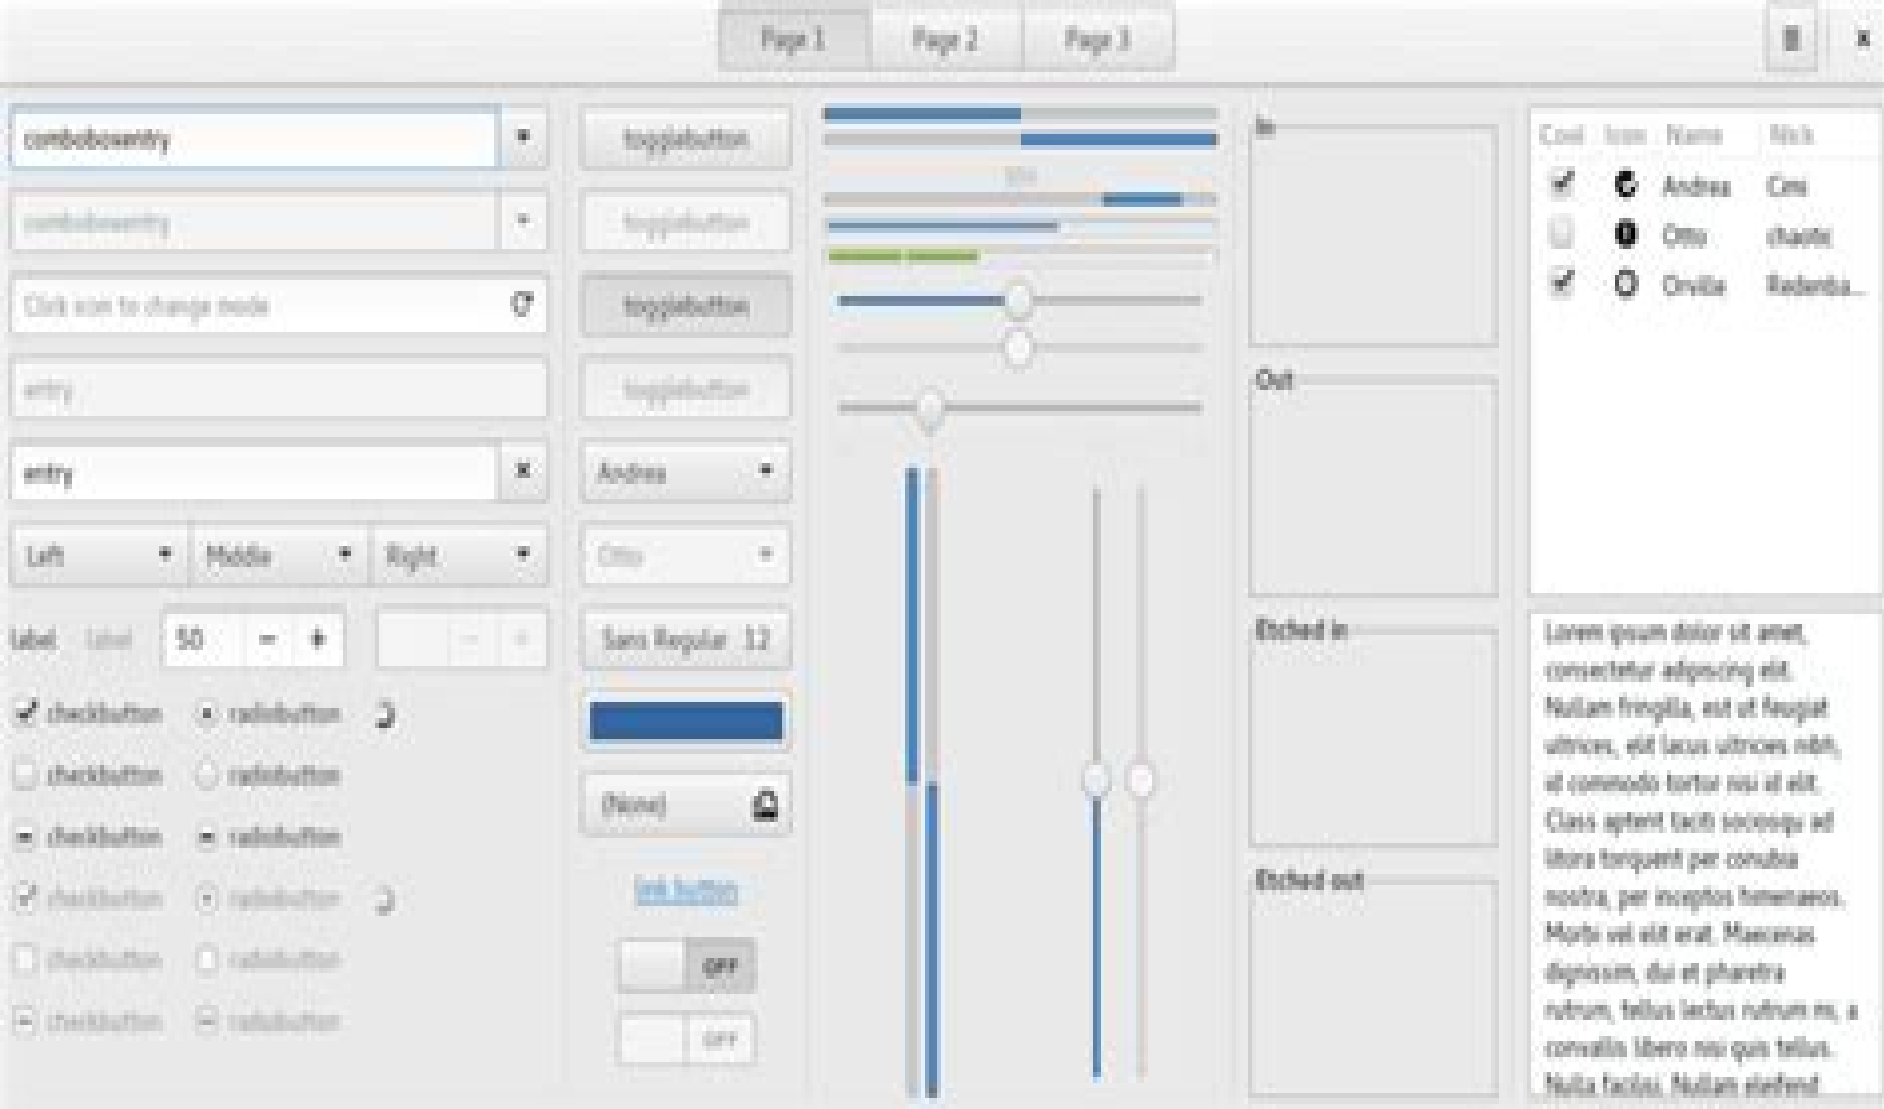 Page 1 Page 2 Page 3
comboboxentry
comboboxentry
Click icon to change mode
entry
entry
Left Middle Right
label label 50
checkbutton radiobutton
checkbutton radiobutton
checkbutton radiobutton
checkbutton radiobutton
checkbutton radiobutton
checkbutton radiobutton
togglebutton
togglebutton
togglebutton
togglebutton
Andrea
Otto
Sans Regular 12
(None)
link button
OFF
OFF
In
Out
Etched in
Etched out
Cool Icon Name Nick
Andrea Cimi
Otto chaotic
Orville Redenba...
Lorem ipsum dolor sit amet,
consectetur adipiscing elit.
Nullam fringilla, est ut feugiat
ultrices, elit lacus ultricies nibh,
id commodo tortor nisi id elit.
Class aptent taciti sociosqu ad
litora torquent per conubia
nostra, per inceptos himenaeos.
Morbi vel elit erat. Maecenas
dignissim, dui et pharetra
rutrum, tellus lectus rutrum mi, a
convallis libero nisi quis tellus.
Nulla facilisi. Nullam eleifend